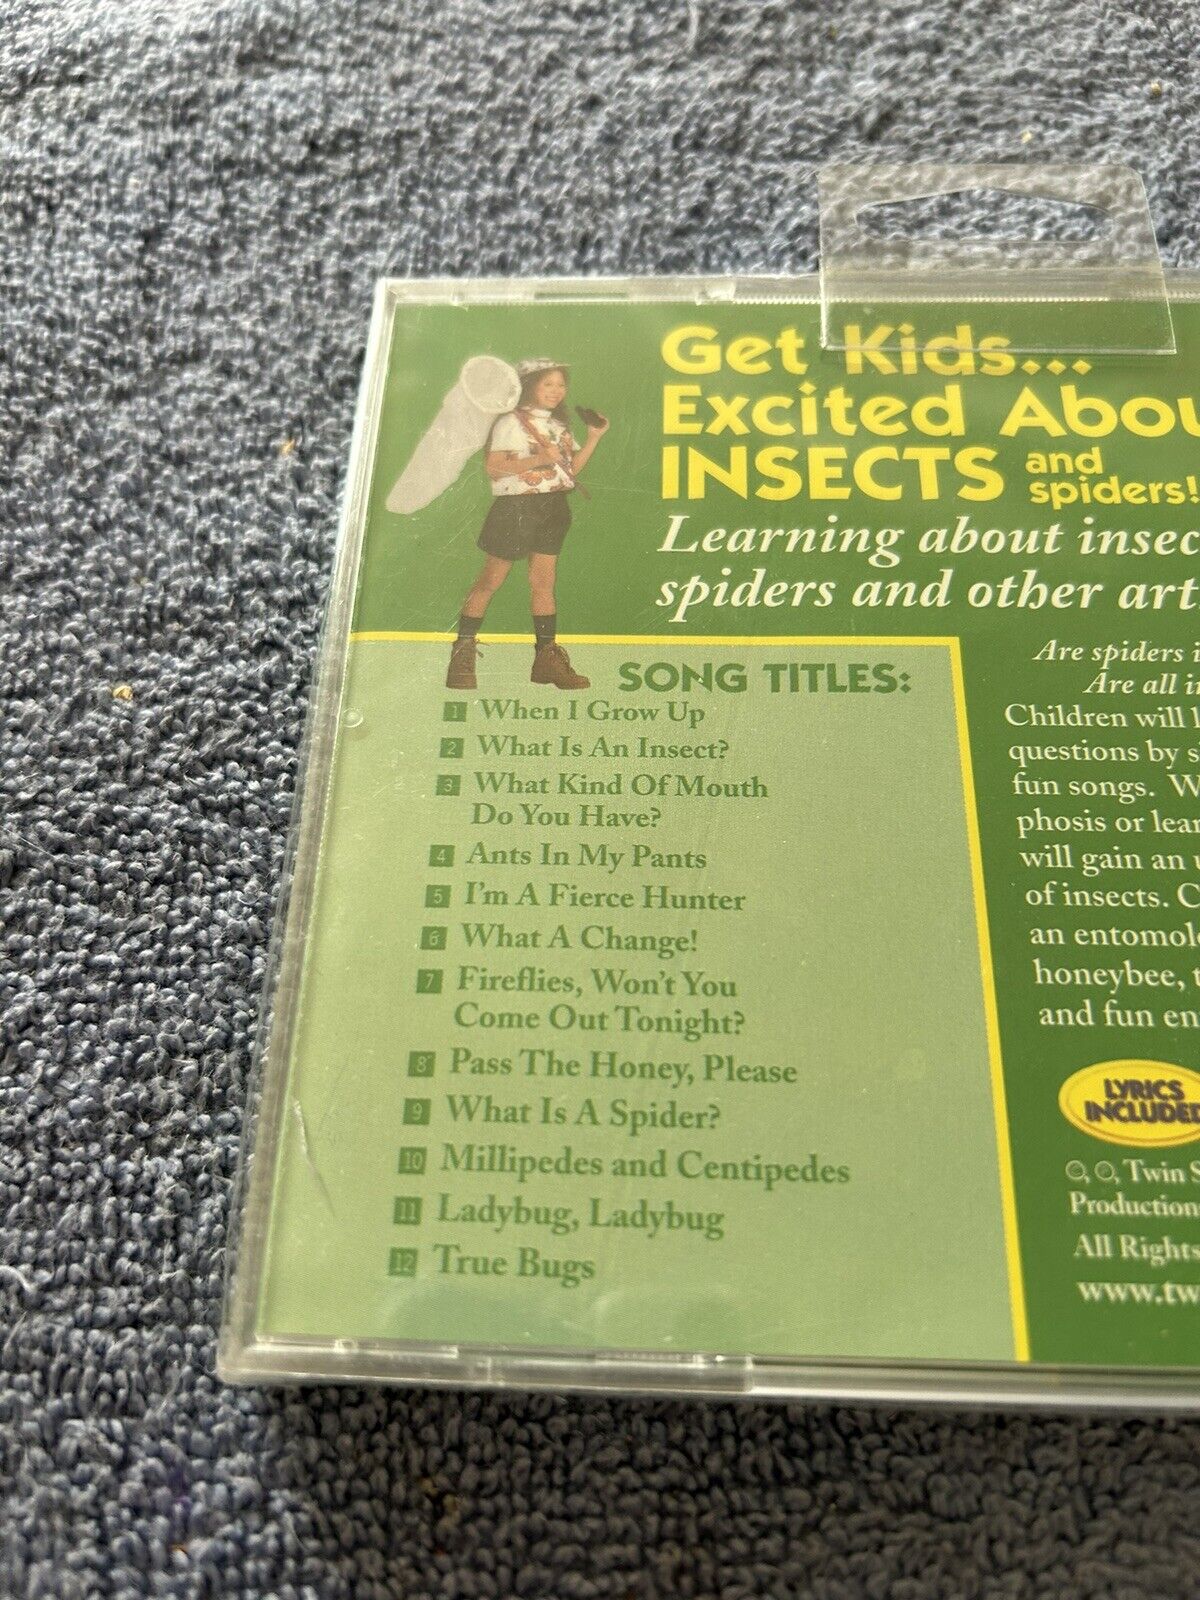 Get Kids...
Excited Abou
INSECTS and spiders!
Learning about insec
spiders and other art
SONG TITLES:
1 When I Grow Up
2 What Is An Insect?
3 What Kind Of Mouth
Do You Have?
4 Ants In My Pants
5 I'm A Fierce Hunter
6 What A Change!
7 Fireflies, Won't You
Come Out Tonight?
8 Pass The Honey, Please
9 What Is A Spider?
10 Millipedes and Centipedes
11 Ladybug, Ladybug
12 True Bugs
Are spiders i
Are all in
Children will l
questions by s
fun songs. W
phosis or lear
will gain an u
of insects. C
an entomolo
honeybee, t
and fun en
LYRICS
INCLUDED
Ⓟ, ©, Twin S
Production
All Rights
www.tw